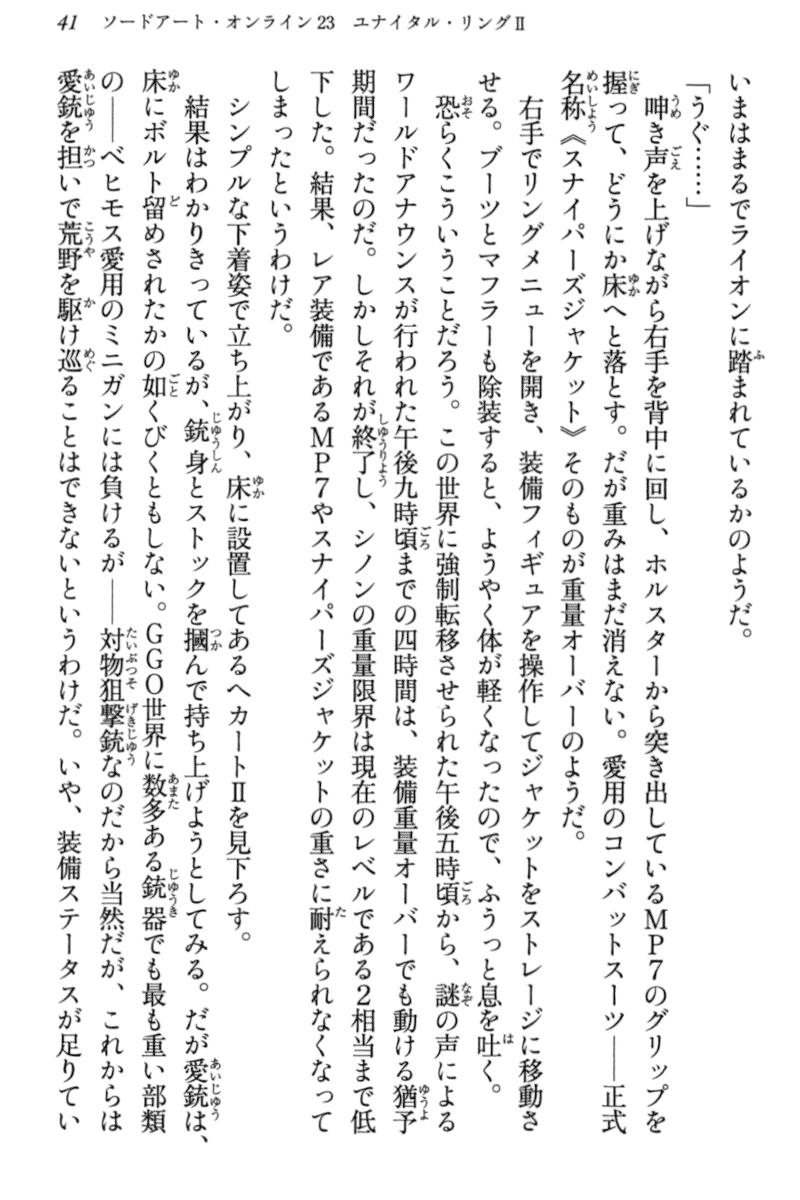 41　ソードアート・オンライン23　ユナイタル・リングⅡ
いまはまるでライオンに踏まれているかのようだ。
「うぐ……」
　呻き声を上げながら右手を背中に回し、ホルスターから突き出しているMP7のグリップを
握って、どうにか床へと落とす。だが重みはまだ消えない。愛用のコンバットスーツ――正式
名称《スナイパーズジャケット》そのものが重量オーバーのようだ。
　右手でリングメニューを開き、装備フィギュアを操作してジャケットをストレージに移動さ
せる。ブーツとマフラーも除装すると、ようやく体が軽くなったので、ふうっと息を吐く。
　恐らくこういうことだろう。この世界に強制転移させられた午後五時頃から、謎の声による
ワールドアナウンスが行われた午後九時頃までの四時間は、装備重量オーバーでも動ける猶予
期間だったのだ。しかしそれが終了し、シノンの重量限界は現在のレベルである2相当まで低
下した。結果、レア装備であるMP7やスナイパーズジャケットの重さに耐えられなくなって
しまったというわけだ。
　シンプルな下着姿で立ち上がり、床に設置してあるヘカートⅡを見下ろす。
　結果はわかりきっているが、銃身とストックを摑んで持ち上げようとしてみる。だが愛銃は、
床にボルト留めされたかの如くびくともしない。GGO世界に数多ある銃器でも最も重い部類
の――ベヒモス愛用のミニガンには負けるが――対物狙撃銃なのだから当然だが、これからは
愛銃を担いで荒野を駆け巡ることはできないというわけだ。いや、装備ステータスが足りてい